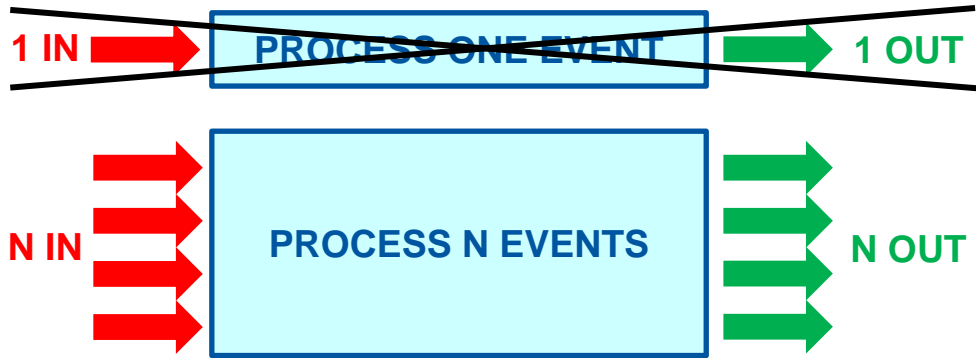 1 IN PROCESS ONE EVENT 1 OUT
N IN PROCESS N EVENTS N OUT